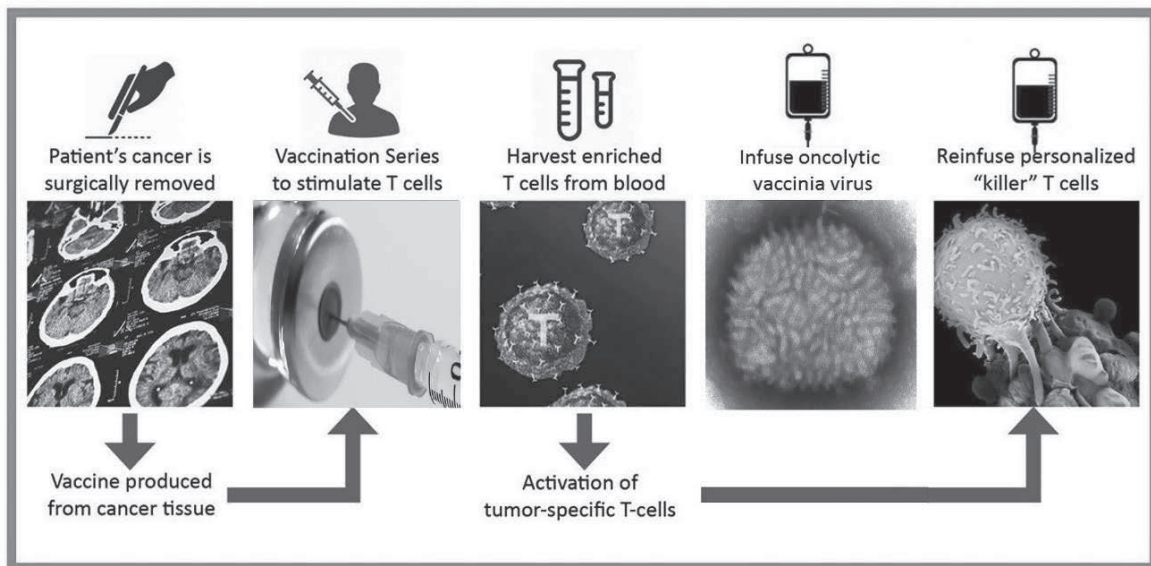 Patient's cancer is
surgically removed
Vaccination Series
to stimulate T cells
Harvest enriched
T cells from blood
Infuse oncolytic
vaccinia virus
Reinfuse personalized
“killer” T cells
T
T
Vaccine produced
from cancer tissue
Activation of
tumor-specific T-cells